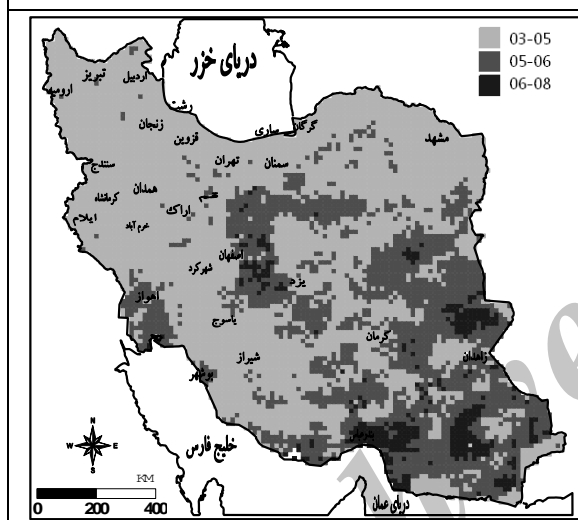 03-05
05-06
06-08
دریای خزر
اردبیل
تبریز
ارومیه
رشت
زنجان
قزوین
ساری
گرگان
مشهد
تهران
سمنان
سنندج
همدان
کرمانشاه
قم
اراک
ایلام
خرم آباد
اصفهان
شهرکرد
یزد
اهواز
یاسوج
کرمان
زاهدان
شیراز
بوشهر
بندرعباس
خلیج فارس
دریای عمان
N
W E
S
KM
0 200 400